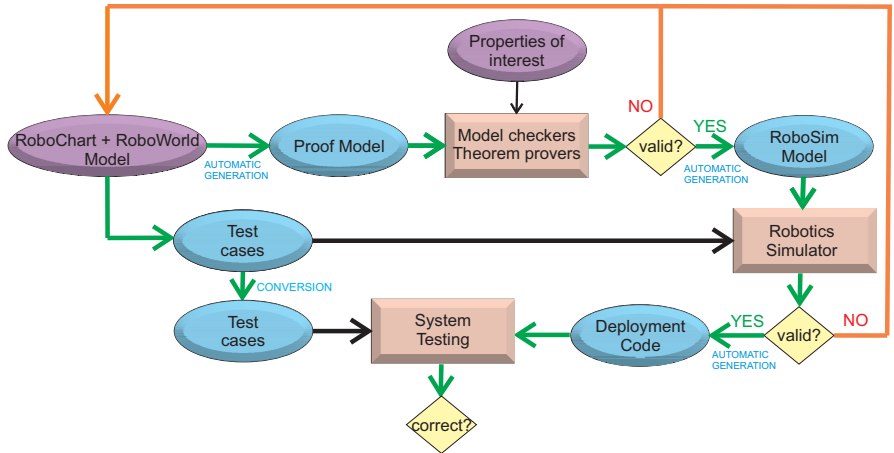 Properties of
interest
NO
RoboChart + RoboWorld
Model
AUTOMATIC
GENERATION
Proof Model
Model checkers
Theorem provers
valid?
YES
AUTOMATIC
GENERATION
RoboSim
Model
Test
cases
Robotics
Simulator
CONVERSION
Test
cases
System
Testing
Deployment
Code
YES
AUTOMATIC
GENERATION
valid?
NO
correct?